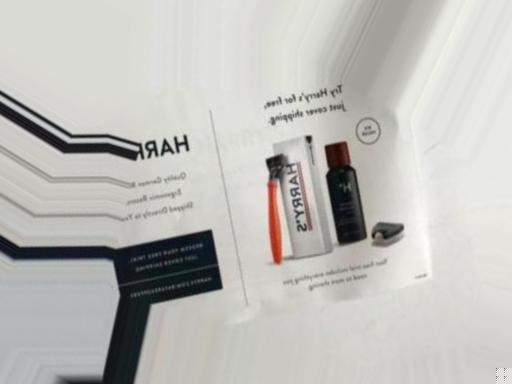 Try Harry's for free,
just cover shipping.
HARR
Quality German
Ergonomic Razors,
Shipped Directly to You
HARRY'S
H
REDEEM YOUR FREE TRIAL,
JUST COVER SHIPPING
Your free trial includes everything you
need to start shaving.